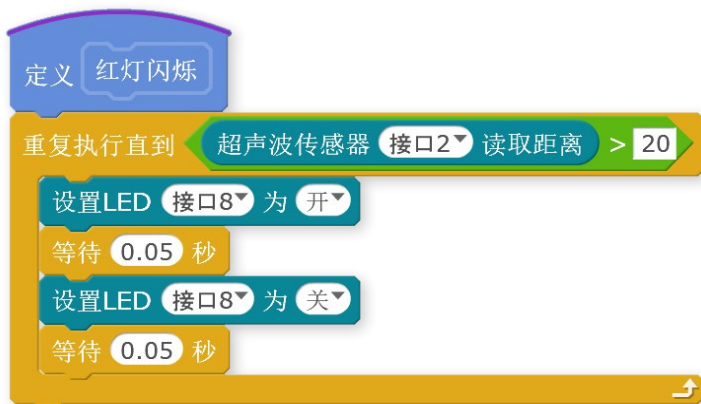 定义 红灯闪烁
重复执行直到 超声波传感器 接口2 读取距离 > 20
设置LED 接口8 为 开
等待 0.05 秒
设置LED 接口8 为 关
等待 0.05 秒